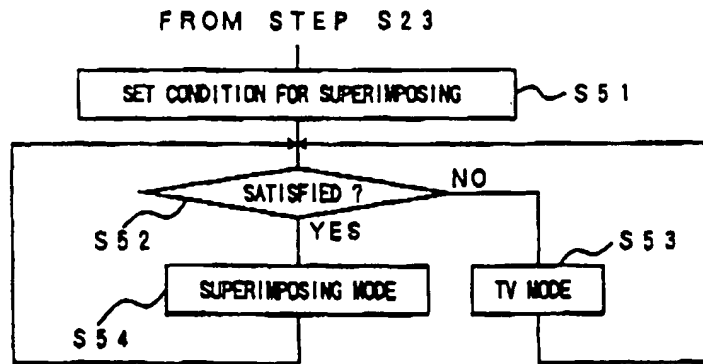 FROM STEP S23
SET CONDITION FOR SUPERIMPOSING
S51
SATISFIED ?
NO
S52
YES
S53
SUPERIMPOSING MODE
TV MODE
S54